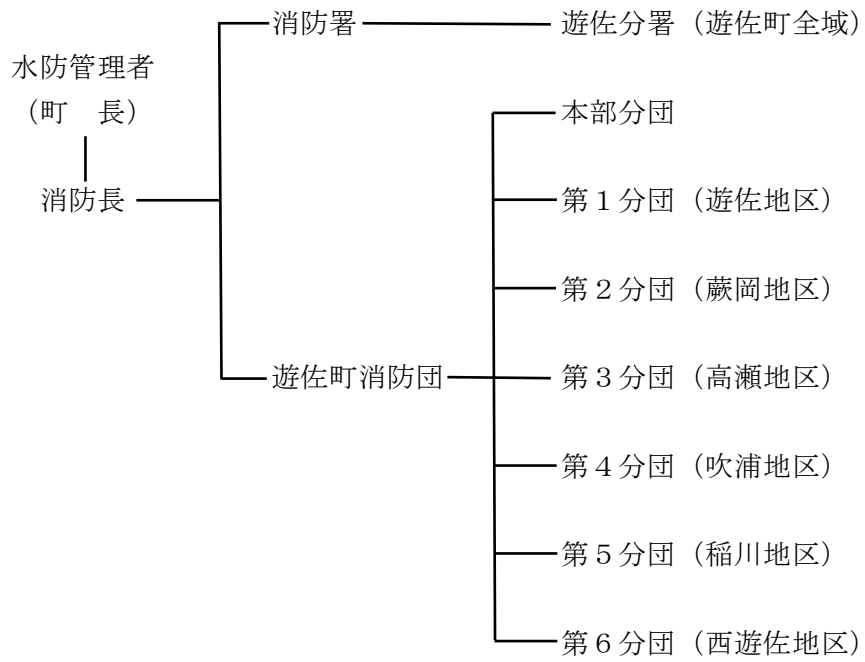 消防署
遊佐分署（遊佐町全域）
水防管理者
（町　長）
本部分団
消防長
第１分団（遊佐地区）
第２分団（蕨岡地区）
遊佐町消防団
第３分団（高瀬地区）
第４分団（吹浦地区）
第５分団（稲川地区）
第６分団（西遊佐地区）